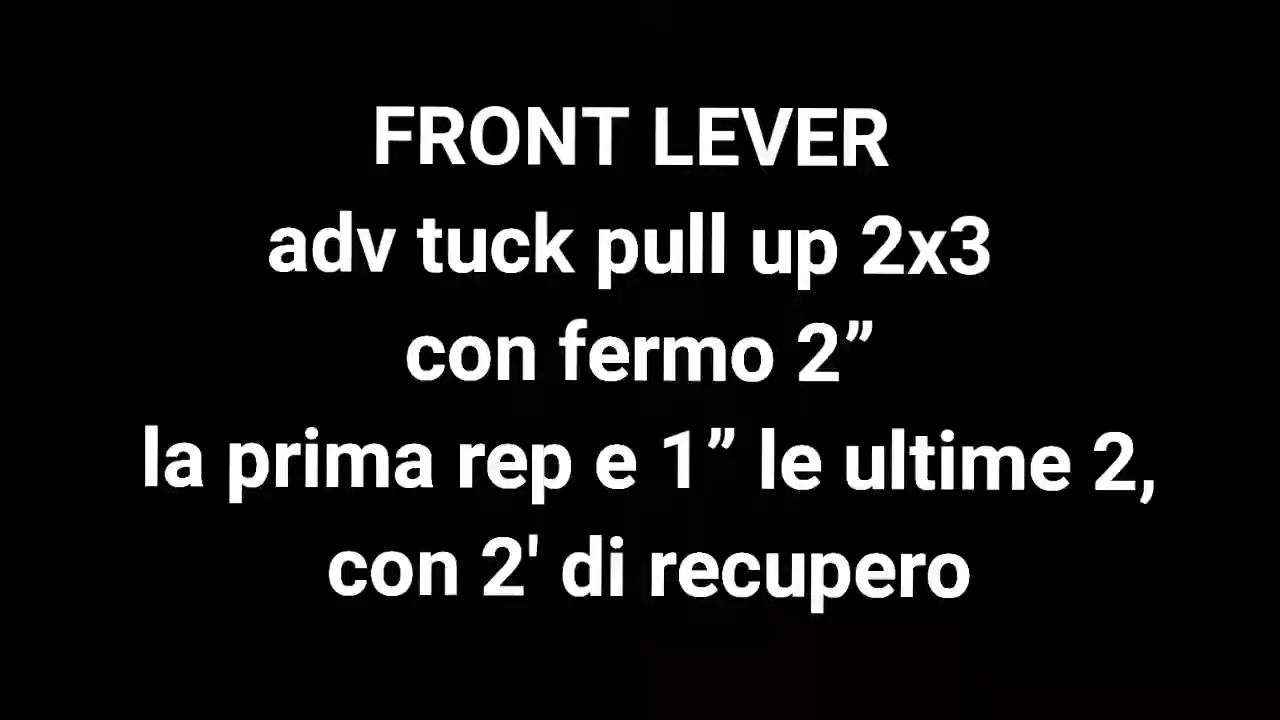 FRONT LEVER
adv tuck pull up 2x3
con fermo 2”
la prima rep e 1” le ultime 2,
con 2' di recupero